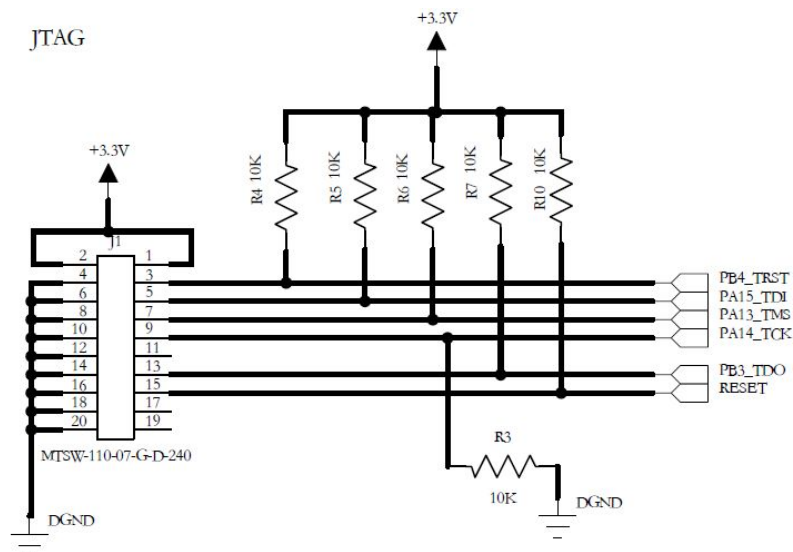 JTAG
+3.3V
R4 10K
R5 10K
R6 10K
R7 10K
R10 10K
+3.3V
J1
2 1
4 3
6 5
8 7
10 9
12 11
14 13
16 15
18 17
20 19
PB4_TRST
PA15_TDI
PA13_TMS
PA14_TCK
PB3_TDO
RESET
MTSW-110-07-G-D-240
R3
10K
DGND
DGND